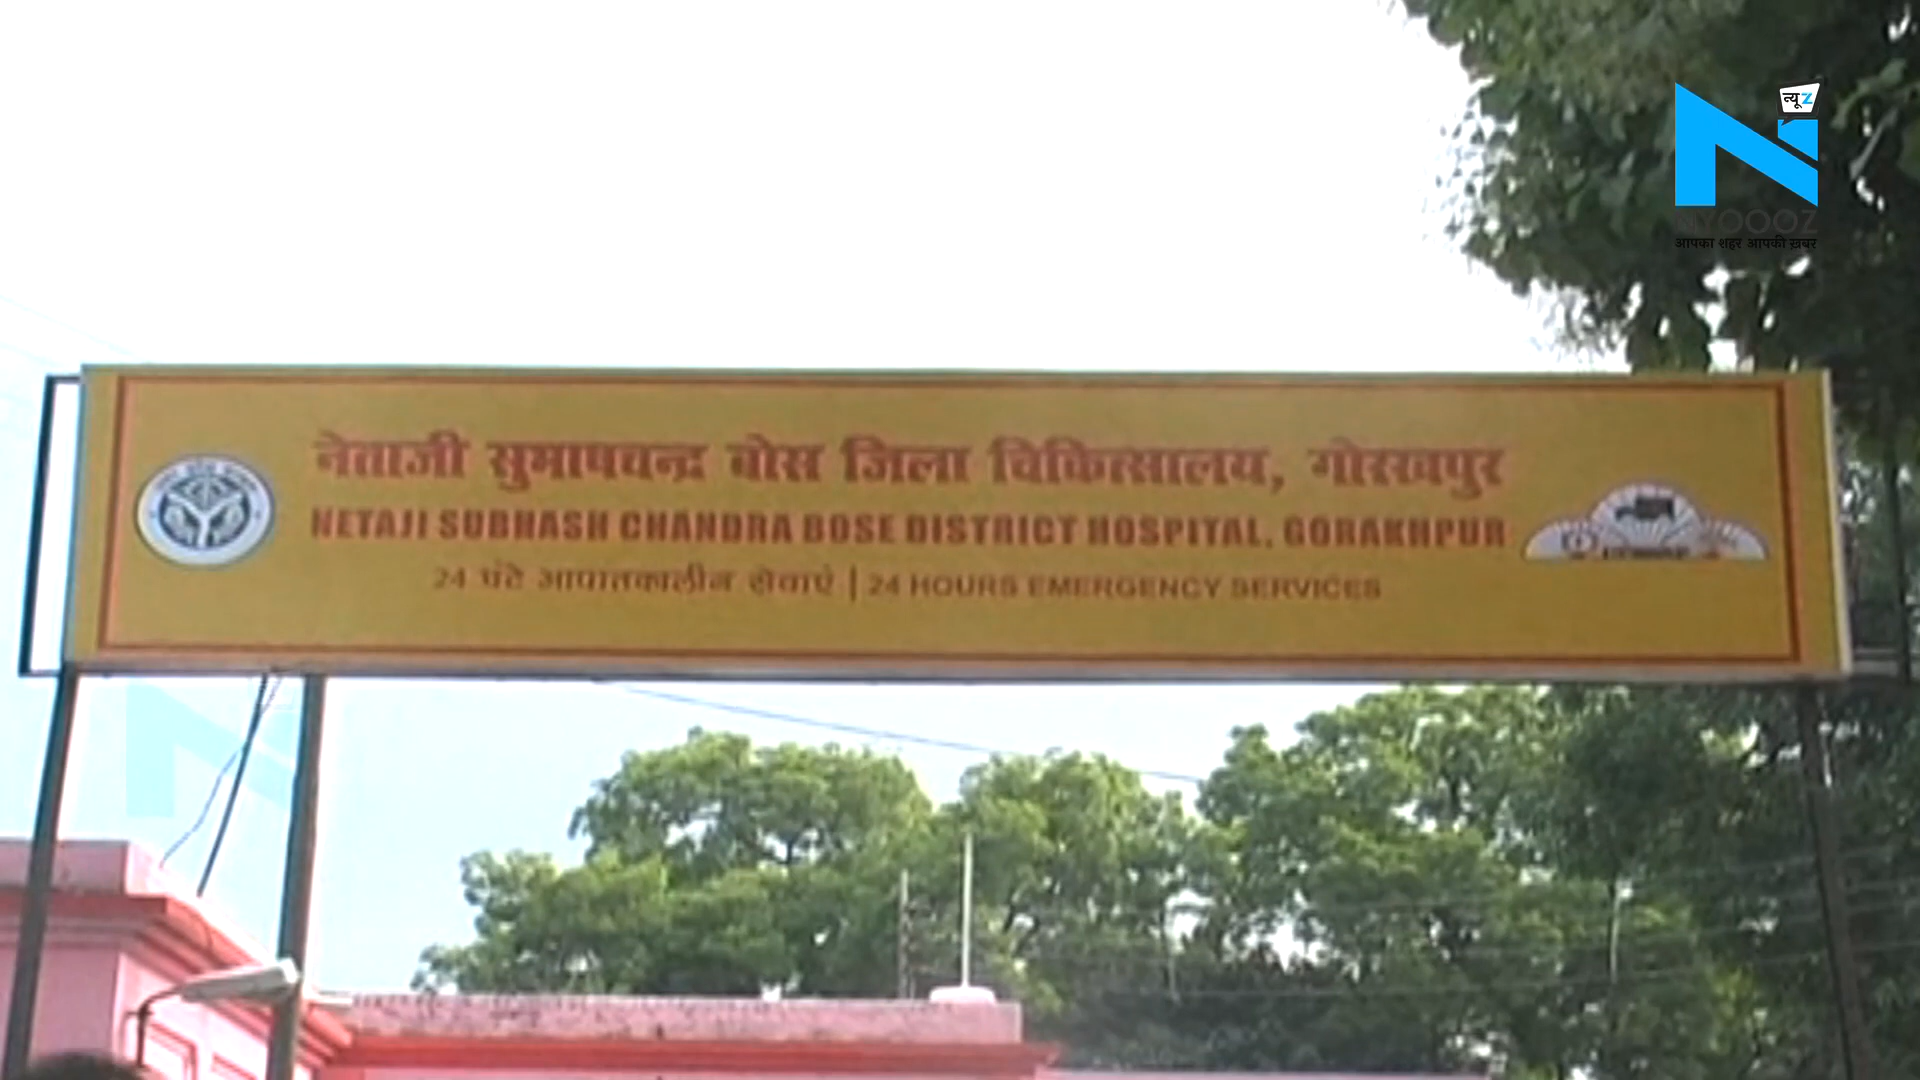 न्यूz
NYOOOZ
आपका शहर आपकी ख़बर
नेताजी सुभाषचन्द्र बोस जिला चिकित्सालय, गोरखपुर
NETAJI SUBHASH CHANDRA BOSE DISTRICT HOSPITAL, GORAKHPUR
24 घंटे आपातकालीन सेवाएं | 24 HOURS EMERGENCY SERVICES